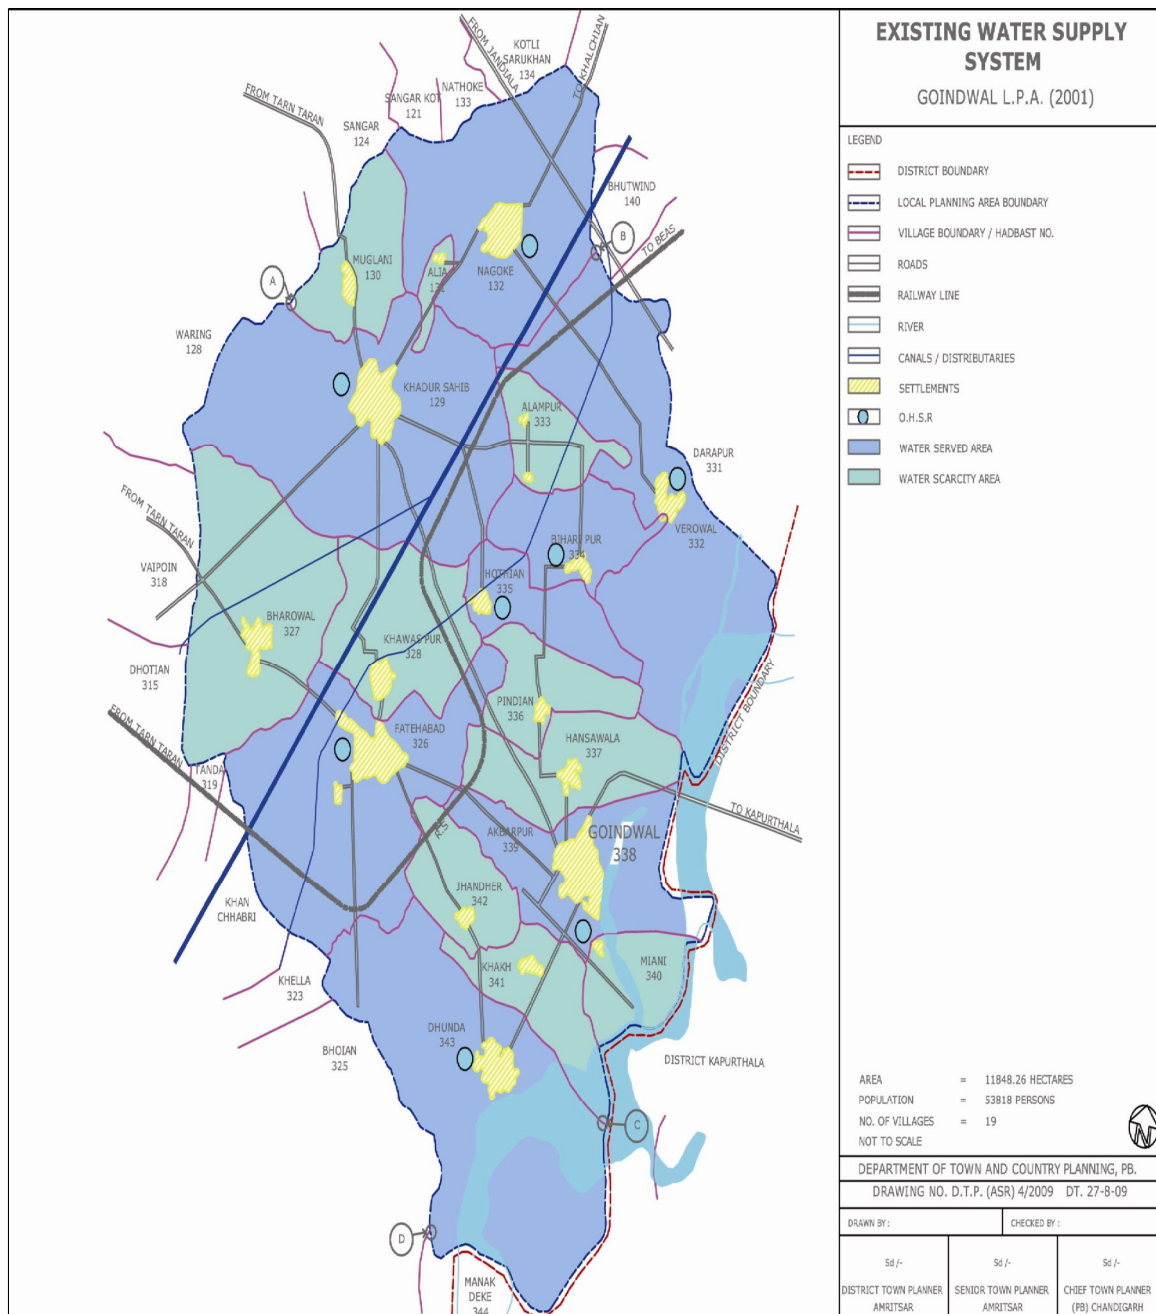 EXISTING WATER SUPPLY
SYSTEM
GOINDWAL L.P.A. (2001)
LEGEND
DISTRICT BOUNDARY
LOCAL PLANNING AREA BOUNDARY
VILLAGE BOUNDARY / HADBAST NO.
ROADS
RAILWAY LINE
RIVER
CANALS / DISTRIBUTARIES
SETTLEMENTS
O.H.S.R
WATER SERVED AREA
WATER SCARCITY AREA
FROM JANDIALA
KOTLI
SARUKHAN
134
TO KHALCHIAN
NATHOKE
133
SANGAR KOT
121
FROM TARN TARAN
SANGAR
124
BHUTWIND
140
B
TO BEAS
MUGLANI
130
ALIA
131
NAGOKE
132
A
WARING
128
KHADUR SAHIB
129
ALAMPUR
333
DARAPUR
331
VEROWAL
332
FROM TARN TARAN
BIHARI PUR
334
VAIPOIN
318
HOTHIAN
335
BHAROWAL
327
KHAWAS PUR
328
DHOTIAN
315
PINDIAN
336
DISTRICT BOUNDARY
FROM TARN TARAN
FATEHABAD
326
HANSAWALA
337
TANDA
319
TO KAPURTHALA
R.S
AKBARPUR
339
GOINDWAL
338
JHANDHER
342
KHAN
CHHABRI
KHAKH
341
MIANI
340
KHELLA
323
DHUNDA
343
BHOIAN
325
DISTRICT KAPURTHALA
C
D
MANAK
DEKE
344
AREA = 11848.26 HECTARES
POPULATION = 53818 PERSONS
NO. OF VILLAGES = 19
NOT TO SCALE
N
DEPARTMENT OF TOWN AND COUNTRY PLANNING, PB.
DRAWING NO. D.T.P. (ASR) 4/2009 DT. 27-8-09
DRAWN BY : CHECKED BY :
Sd /- Sd /- Sd /-
DISTRICT TOWN PLANNER SENIOR TOWN PLANNER CHIEF TOWN PLANNER
AMRITSAR AMRITSAR (PB) CHANDIGARH